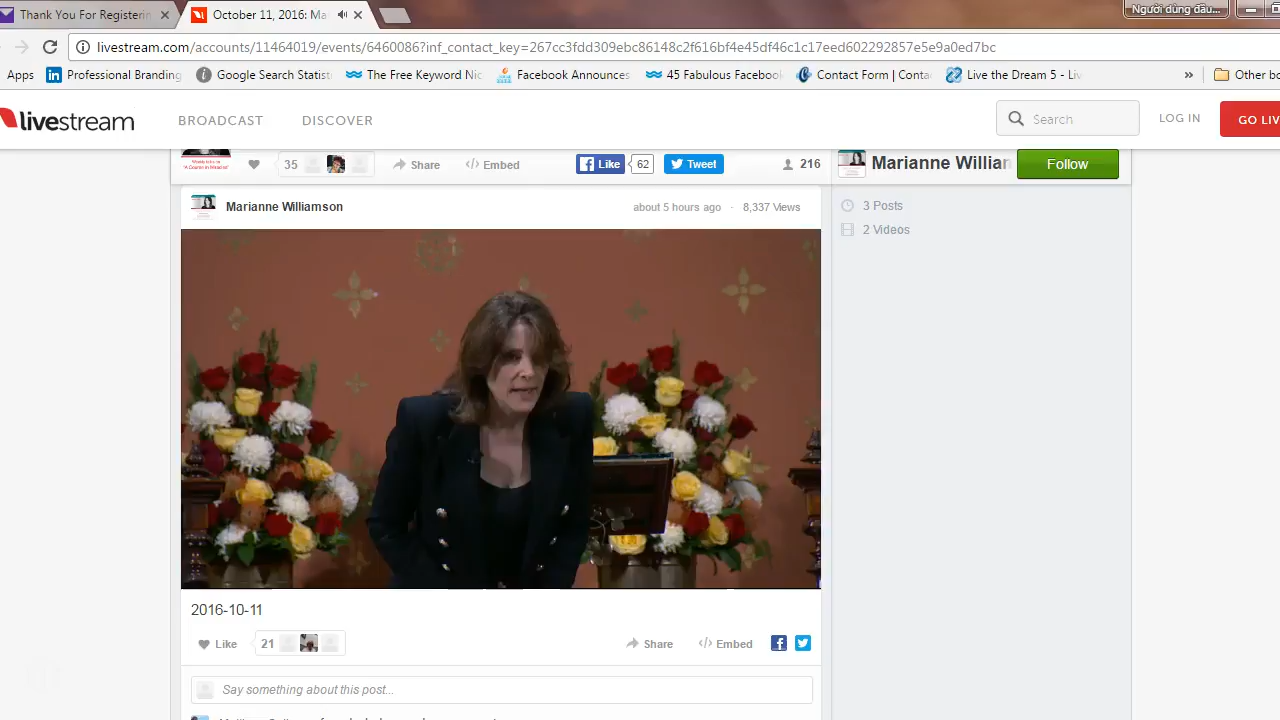 Thank You For Registerin
October 11, 2016: Ma
Người dùng đầu...
livestream.com/accounts/11464019/events/6460086?inf_contact_key=267cc3fdd309ebc86148c2f616bf4e45df46c1c17eed602292857e5e9a0ed7bc
Apps
Professional Branding
Google Search Statist
The Free Keyword Nic
Facebook Announces
45 Fabulous Facebook
Contact Form | Conta
Live the Dream 5 - Liv
»
Other bo
livestream
BROADCAST
DISCOVER
Search
LOG IN
GO LIV
35
Share
Embed
Like
62
Tweet
216
Marianne Willian
Follow
Marianne Williamson
about 5 hours ago · 8,337 Views
3 Posts
2 Videos
2016-10-11
Like
21
Share
Embed
Say something about this post...